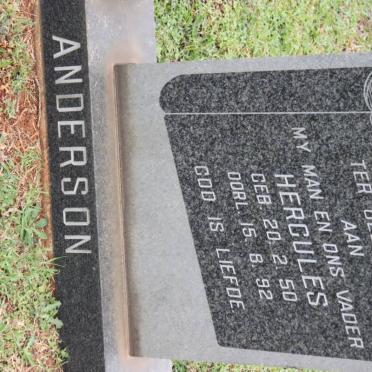 TER
AAN
MY MAN EN ONS VADER
HERCULES
GEB. 20. 2. 50
OORL. 15. 8. 92
GOD IS LIEFDE
ANDERSON